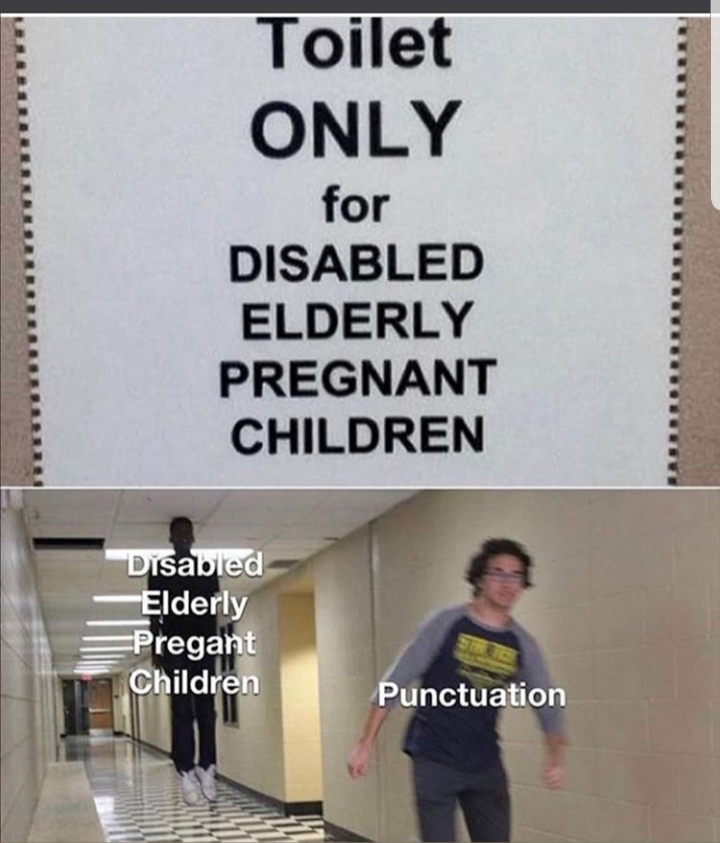 Toilet
ONLY
for
DISABLED
ELDERLY
PREGNANT
CHILDREN
Disabled
Elderly
Pregant
Children
Punctuation